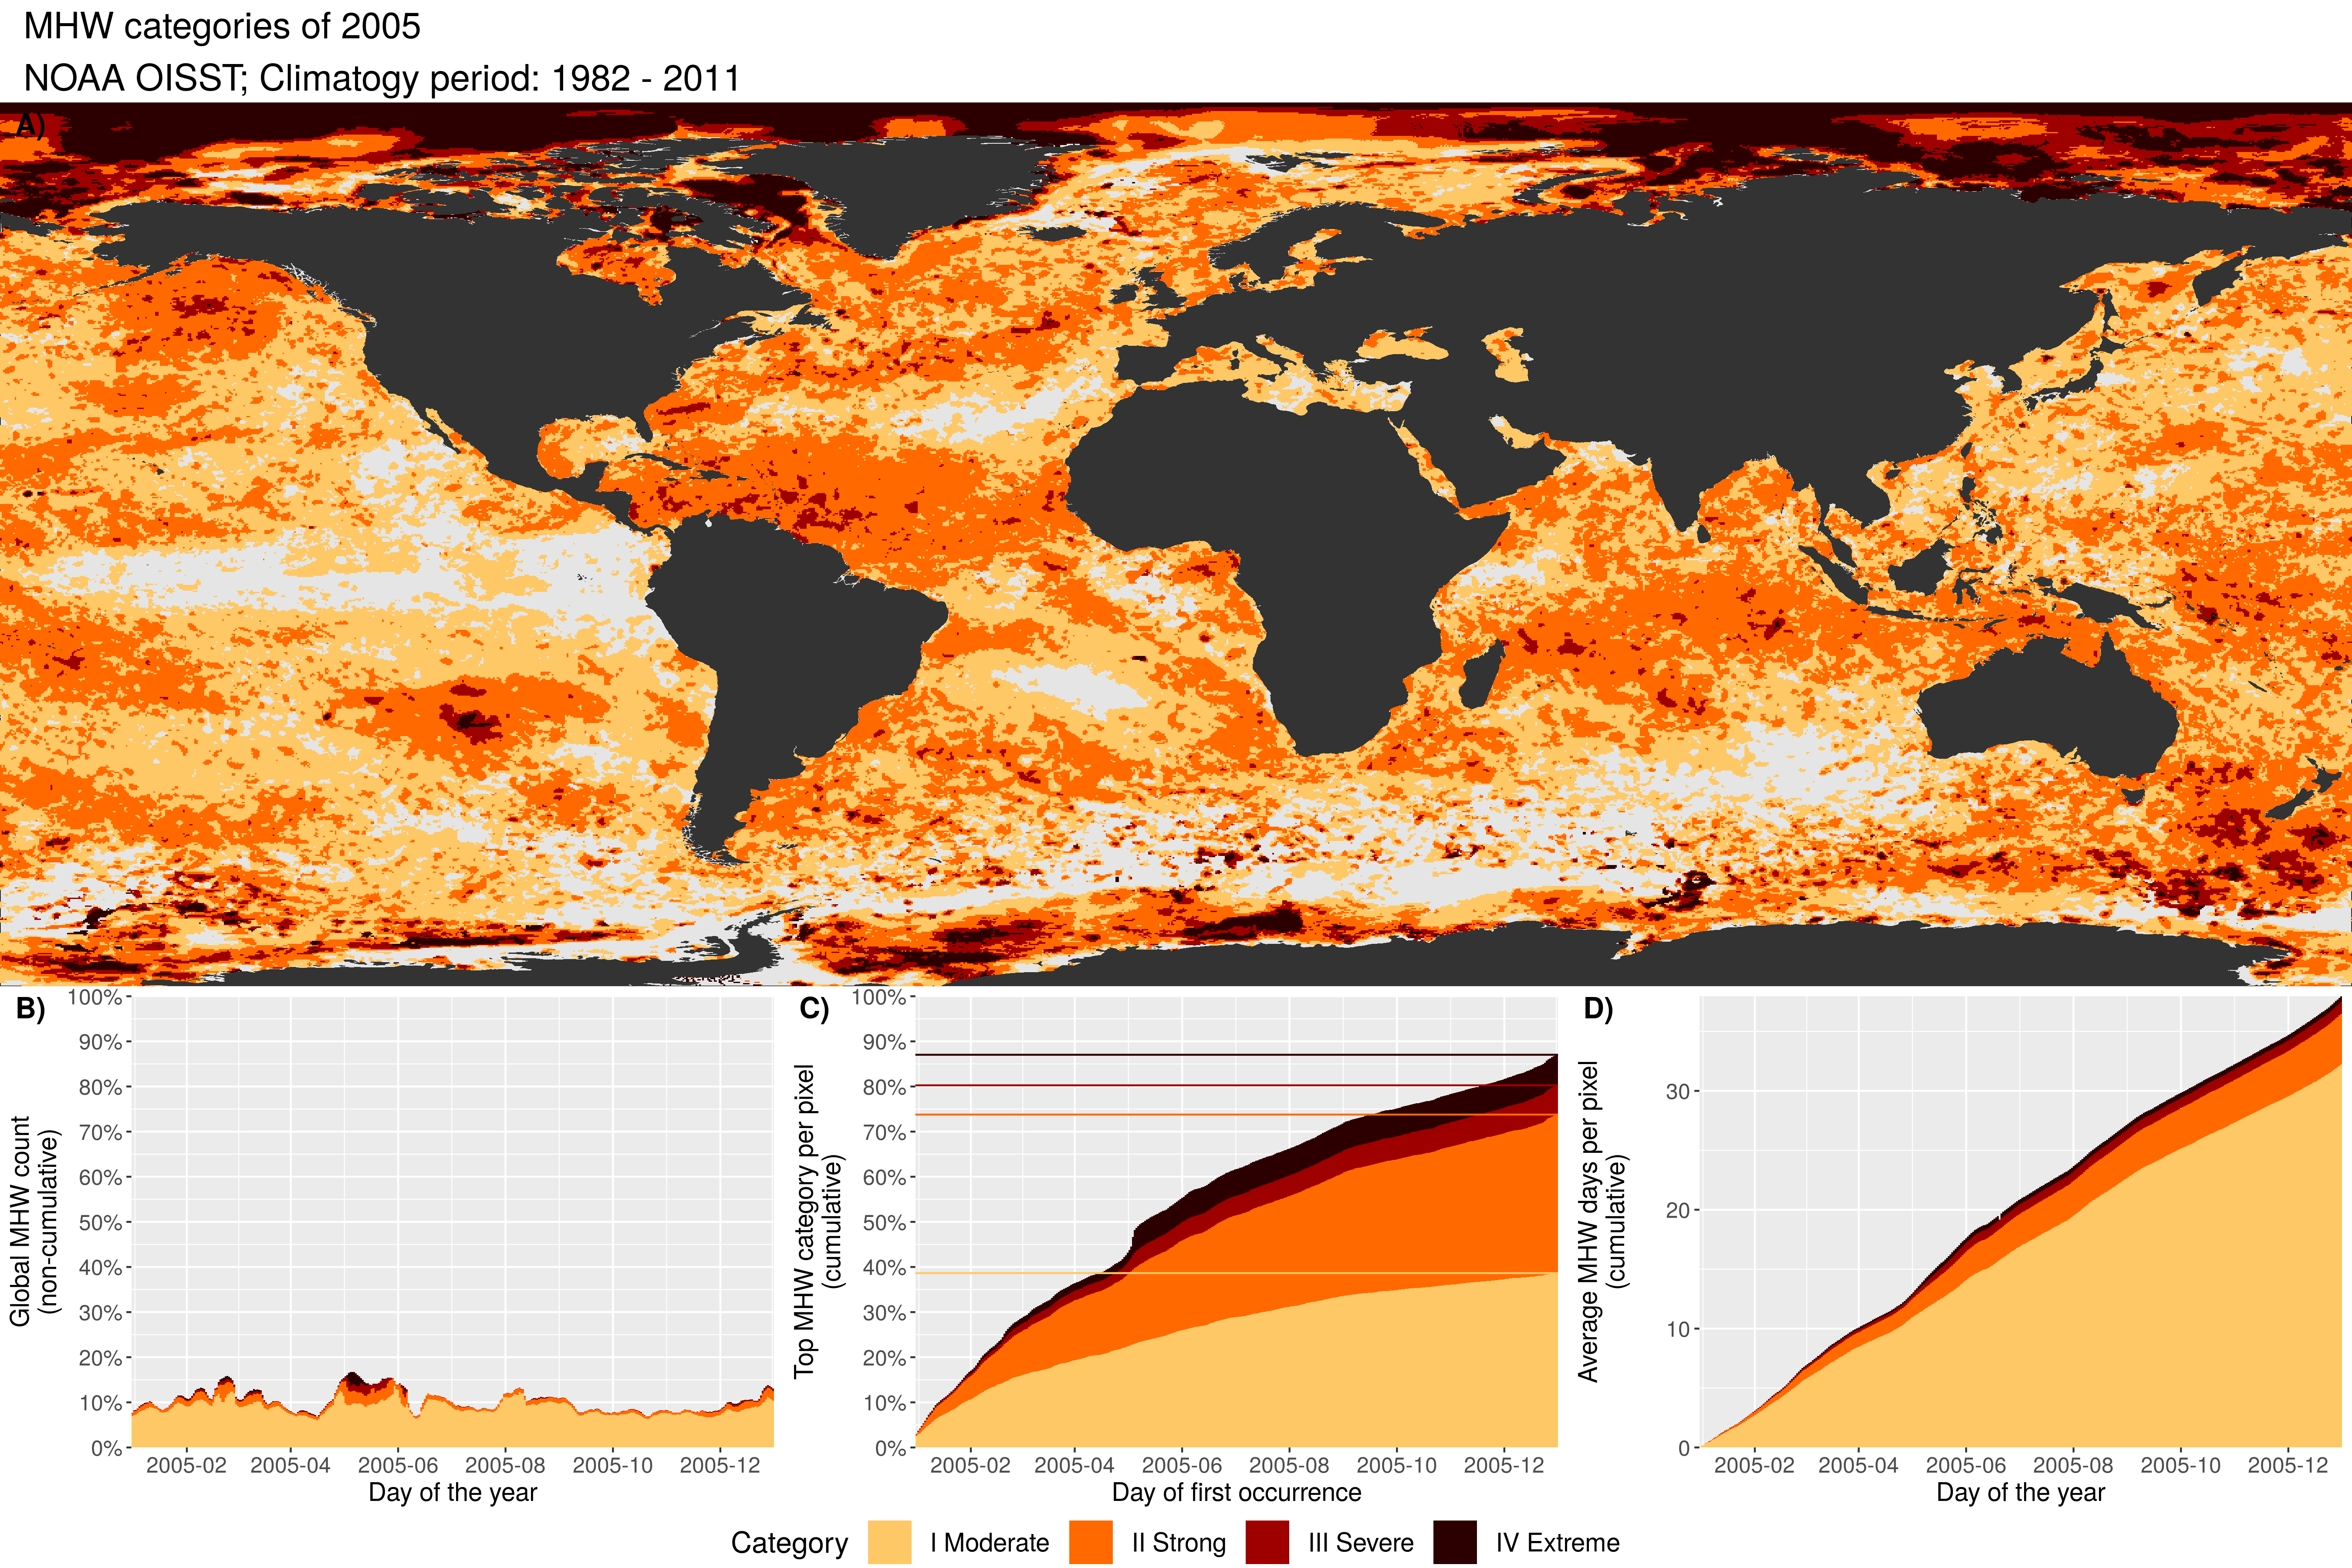 MHW categories of 2005
NOAA OISST; Climatogy period: 1982 - 2011
A)
B)
Global MHW count
(non-cumulative)
100%
90%
80%
70%
60%
50%
40%
30%
20%
10%
0%
2005-02 2005-04 2005-06 2005-08 2005-10 2005-12
Day of the year
C)
Top MHW category per pixel
(cumulative)
100%
90%
80%
70%
60%
50%
40%
30%
20%
10%
0%
2005-02 2005-04 2005-06 2005-08 2005-10 2005-12
Day of first occurrence
D)
Average MHW days per pixel
(cumulative)
30
20
10
0
2005-02 2005-04 2005-06 2005-08 2005-10 2005-12
Day of the year
Category I Moderate II Strong III Severe IV Extreme